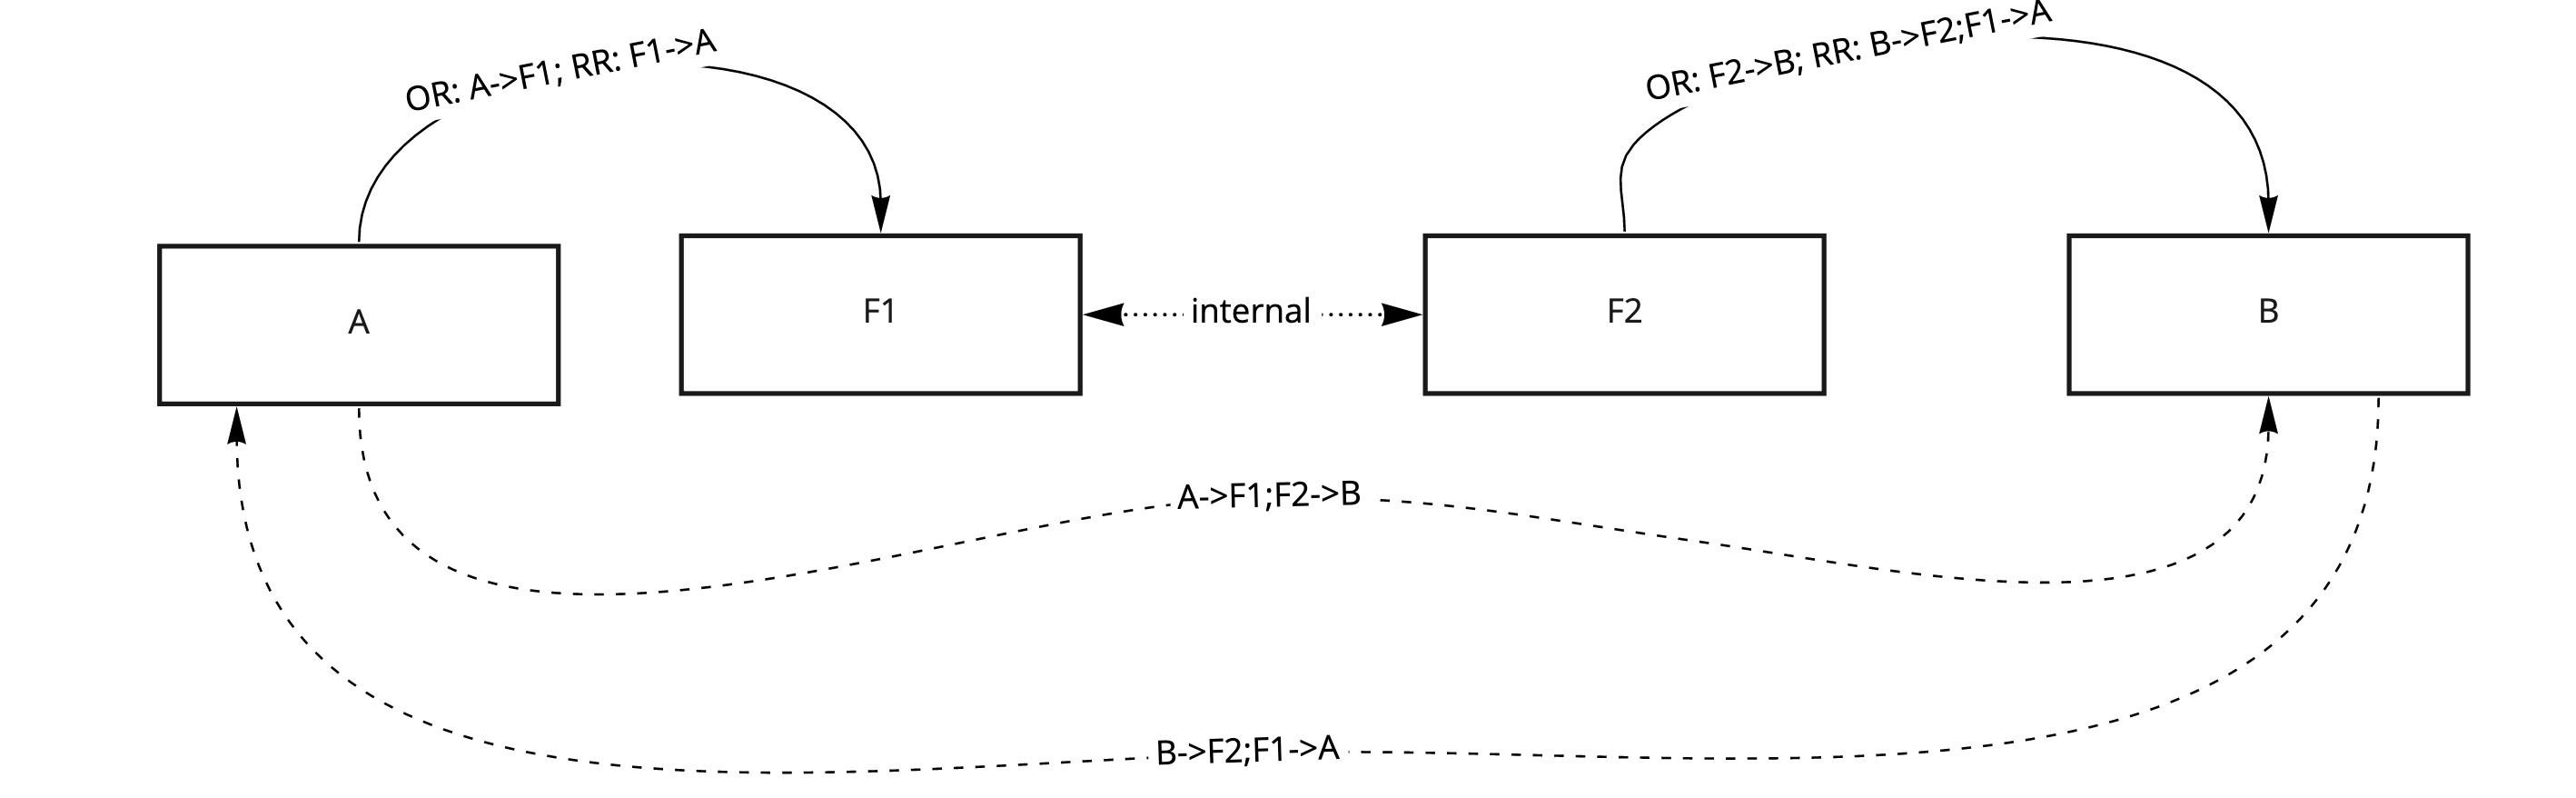 OR: A->F1; RR: F1->A
OR: F2->B; RR: B->F2;F1->A
A
F1
internal
F2
B
A->F1;F2->B
B->F2;F1->A